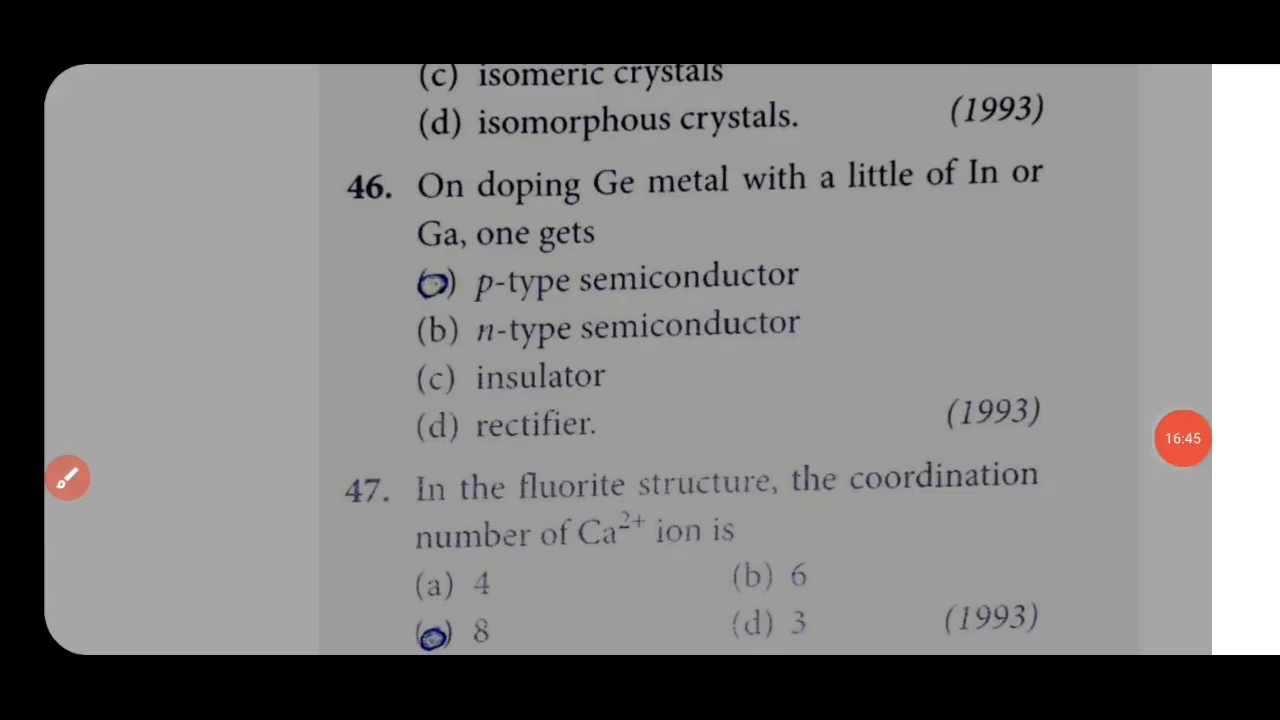 (c) isomeric crystals
(d) isomorphous crystals. (1993)
46. On doping Ge metal with a little of In or
Ga, one gets
) p-type semiconductor
(b) n-type semiconductor
(c) insulator
(d) rectifier. (1993)
47. In the fluorite structure, the coordination
number of Ca²⁺ ion is
(a) 4 (b) 6
( ) 8 (d) 3 (1993)
16:45